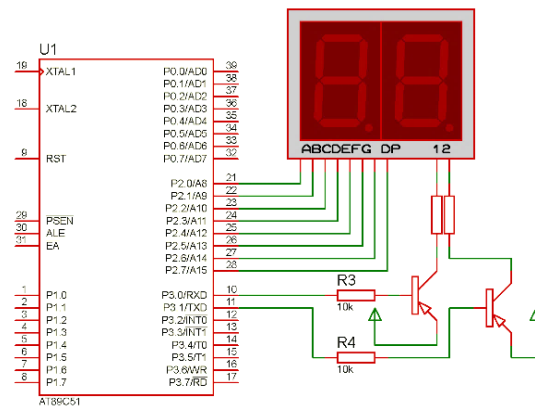 U1
19 XTAL1 P0.0/AD0 39
P0.1/AD1 38
P0.2/AD2 37
18 XTAL2 P0.3/AD3 36
P0.4/AD4 35
P0.5/AD5 34
P0.6/AD6 33
9 RST P0.7/AD7 32
ABCDEFG DP 12
P2.0/A8 21
P2.1/A9 22
P2.2/A10 23
29 PSEN P2.3/A11 24
30 ALE P2.4/A12 25
31 EA P2.5/A13 26
P2.6/A14 27
P2.7/A15 28
1 P1.0 P3.0/RXD 10
2 P1.1 P3.1/TXD 11
3 P1.2 P3.2/INT0 12
4 P1.3 P3.3/INT1 13
5 P1.4 P3.4/T0 14
6 P1.5 P3.5/T1 15
7 P1.6 P3.6/WR 16
8 P1.7 P3.7/RD 17
AT89C51
R3
10k
R4
10k